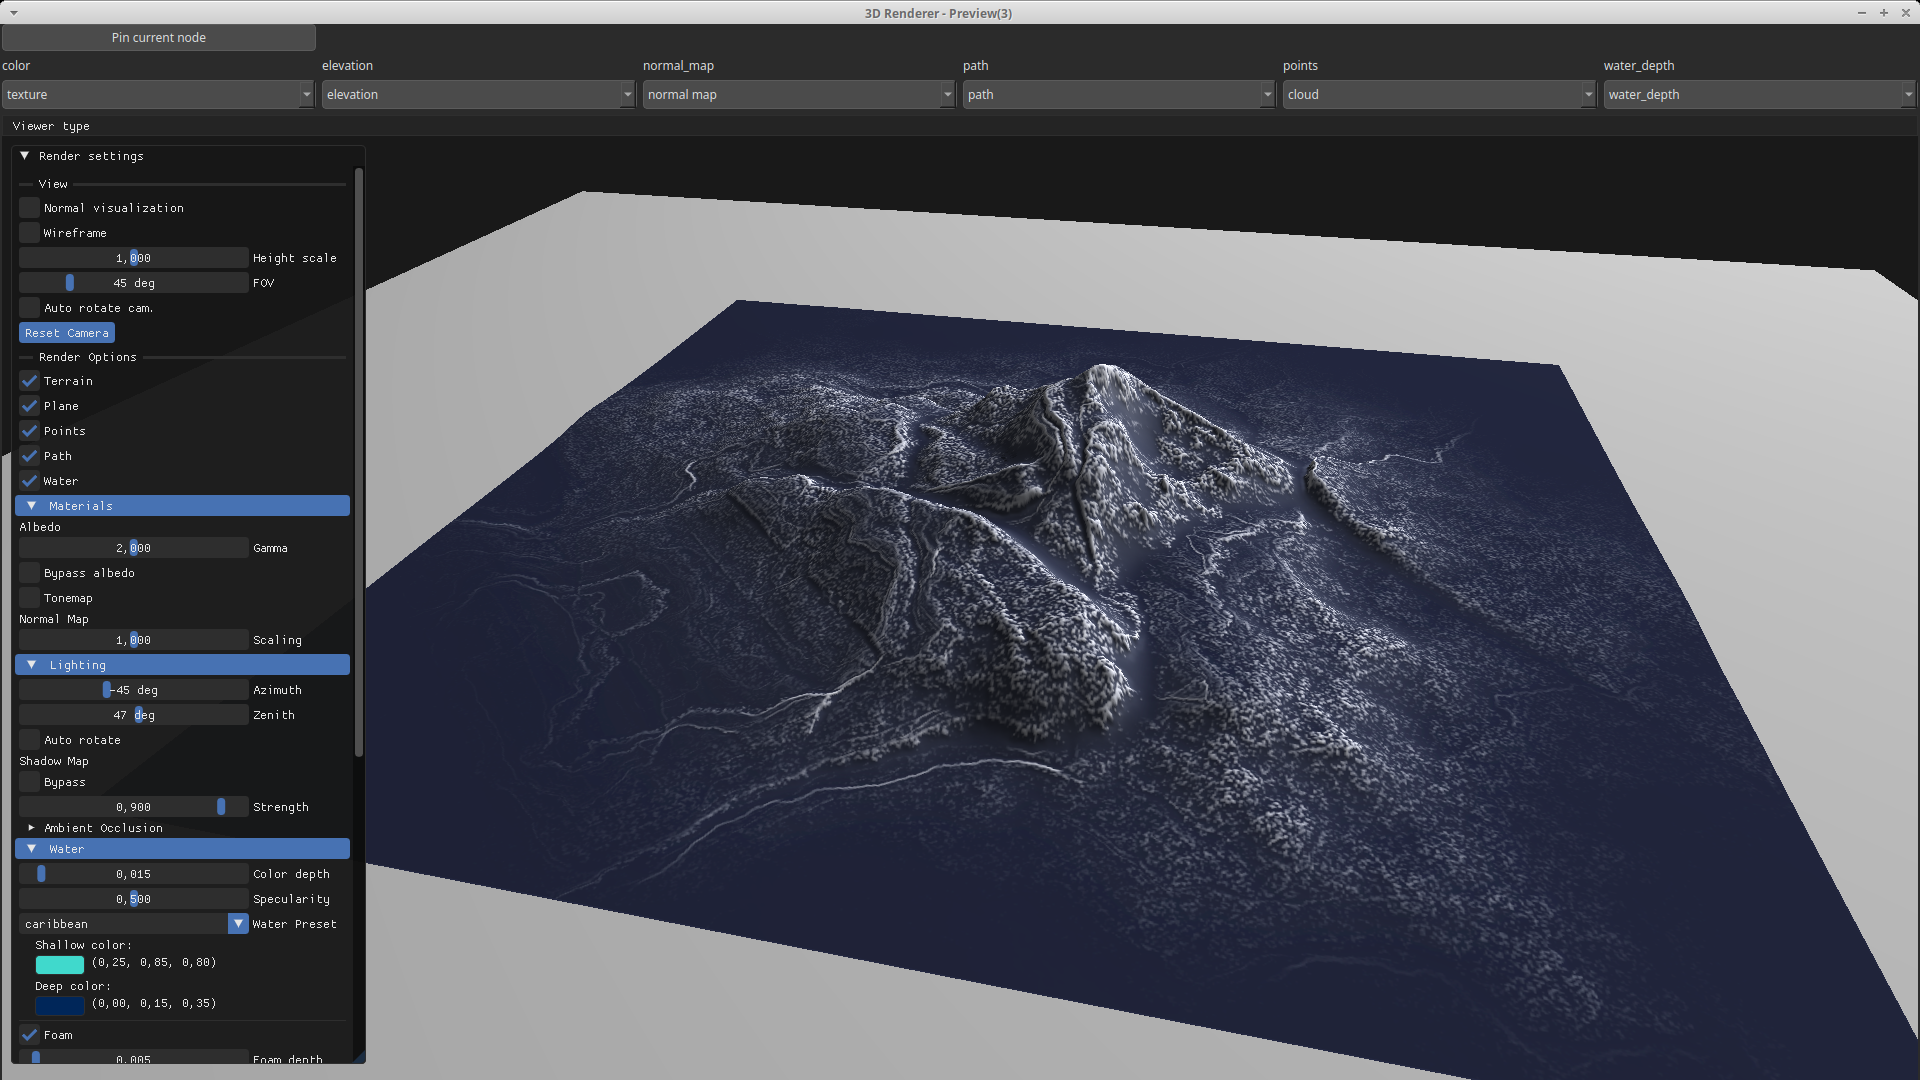 3D Renderer - Preview(3)
Pin current node
color elevation normal_map path points water_depth
texture elevation normal map path cloud water_depth
Viewer type
Render settings
View
Normal visualization
Wireframe
1,000 Height scale
45 deg FOV
Auto rotate cam.
Reset Camera
Render Options
Terrain
Plane
Points
Path
Water
Materials
Albedo
2,000 Gamma
Bypass albedo
Tonemap
Normal Map
1,000 Scaling
Lighting
-45 deg Azimuth
47 deg Zenith
Auto rotate
Shadow Map
Bypass
0,900 Strength
Ambient Occlusion
Water
0,015 Color depth
0,500 Specularity
caribbean Water Preset
Shallow color:
(0,25, 0,85, 0,80)
Deep color:
(0,00, 0,15, 0,35)
Foam
0,005 Foam depth